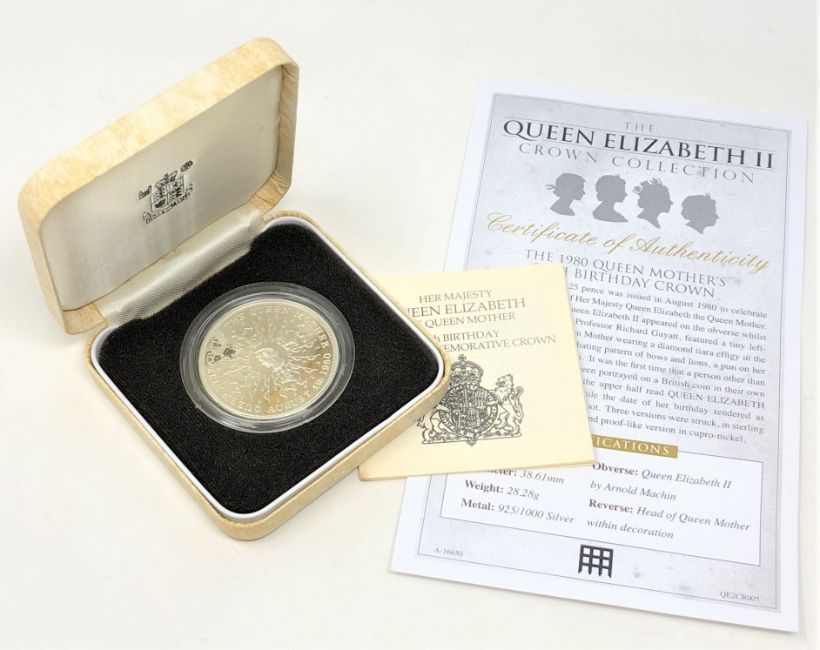 THE QUEEN MOTHER
AUGUST 4th 1980
HER MAJESTY
QUEEN ELIZABETH
QUEEN MOTHER
BIRTHDAY
CROWN
THE
QUEEN ELIZABETH II
CROWN COLLECTION
Certificate of Authenticity
THE 1980 QUEEN MOTHER'S
BIRTHDAY CROWN
25 pence was issued in August 1980 to celebrate
of Her Majesty Queen Elizabeth the Queen Mother.
Elizabeth II appeared on the obverse whilst
Professor Richard Guyatt, featured a tiny left-
Mother wearing a diamond tiara effigy in the
pattern of bows and lions, a pun on her
It was the first time that a person other than
been portrayed on a British coin in their own
the upper half read QUEEN ELIZABETH
the date of her birthday rendered as
Three versions were struck, in sterling
and proof-like version in cupro-nickel.
38.61mm
Weight: 28.28g
Metal: 925/1000 Silver
Obverse: Queen Elizabeth II
by Arnold Machin
Reverse: Head of Queen Mother
within decoration
A-16650
QE2CR005